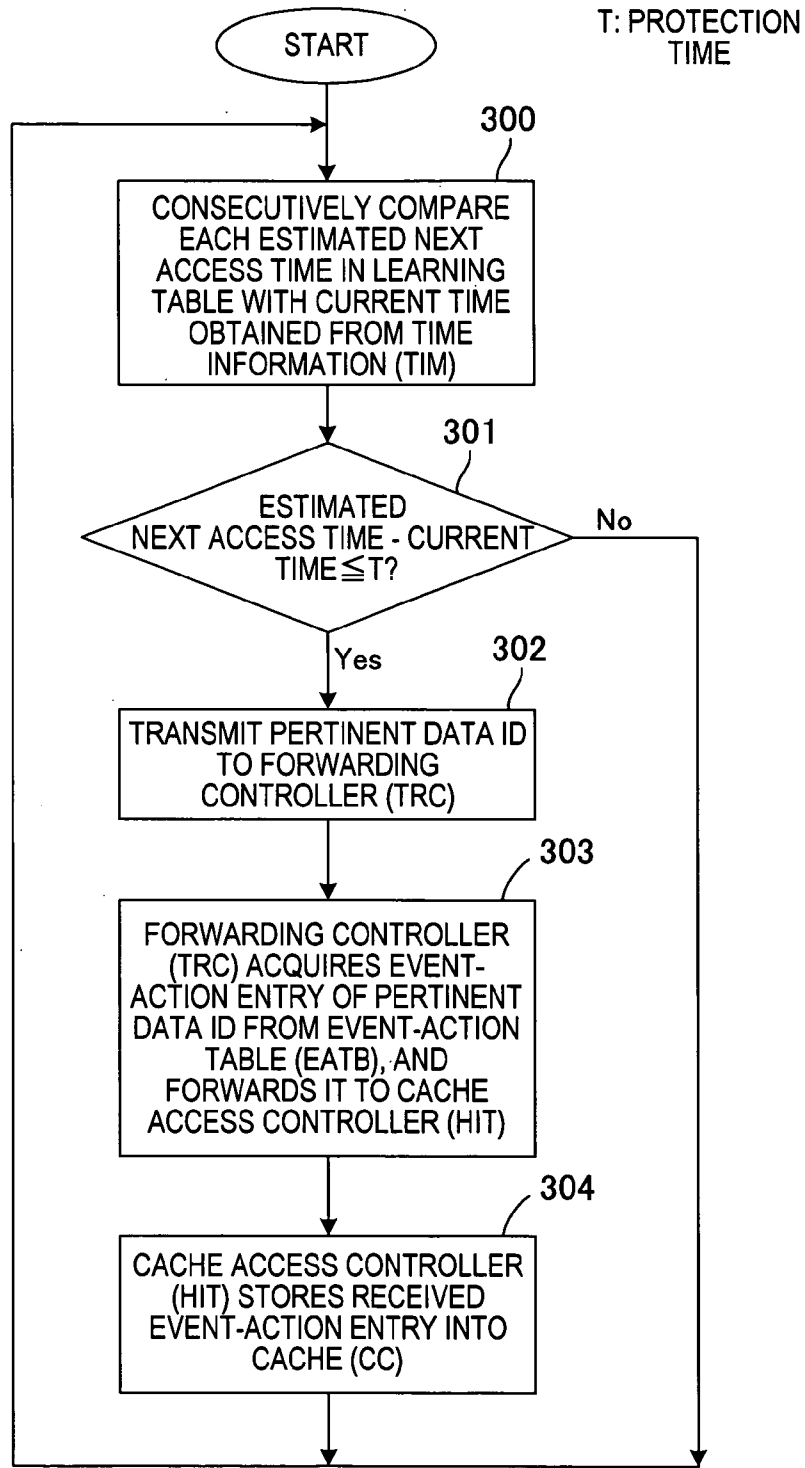 START
T: PROTECTION
TIME
300
CONSECUTIVELY COMPARE
EACH ESTIMATED NEXT
ACCESS TIME IN LEARNING
TABLE WITH CURRENT TIME
OBTAINED FROM TIME
INFORMATION (TIM)
301
ESTIMATED
NEXT ACCESS TIME - CURRENT
TIME≦T?
No
Yes
302
TRANSMIT PERTINENT DATA ID
TO FORWARDING
CONTROLLER (TRC)
303
FORWARDING CONTROLLER
(TRC) ACQUIRES EVENT-
ACTION ENTRY OF PERTINENT
DATA ID FROM EVENT-ACTION
TABLE (EATB), AND
FORWARDS IT TO CACHE
ACCESS CONTROLLER (HIT)
304
CACHE ACCESS CONTROLLER
(HIT) STORES RECEIVED
EVENT-ACTION ENTRY INTO
CACHE (CC)